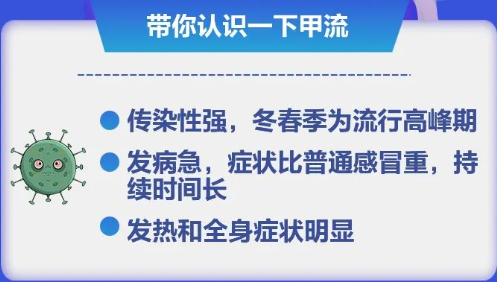 带你认识一下甲流
传染性强，冬春季为流行高峰期
发病急，症状比普通感冒重，持
续时间长
发热和全身症状明显